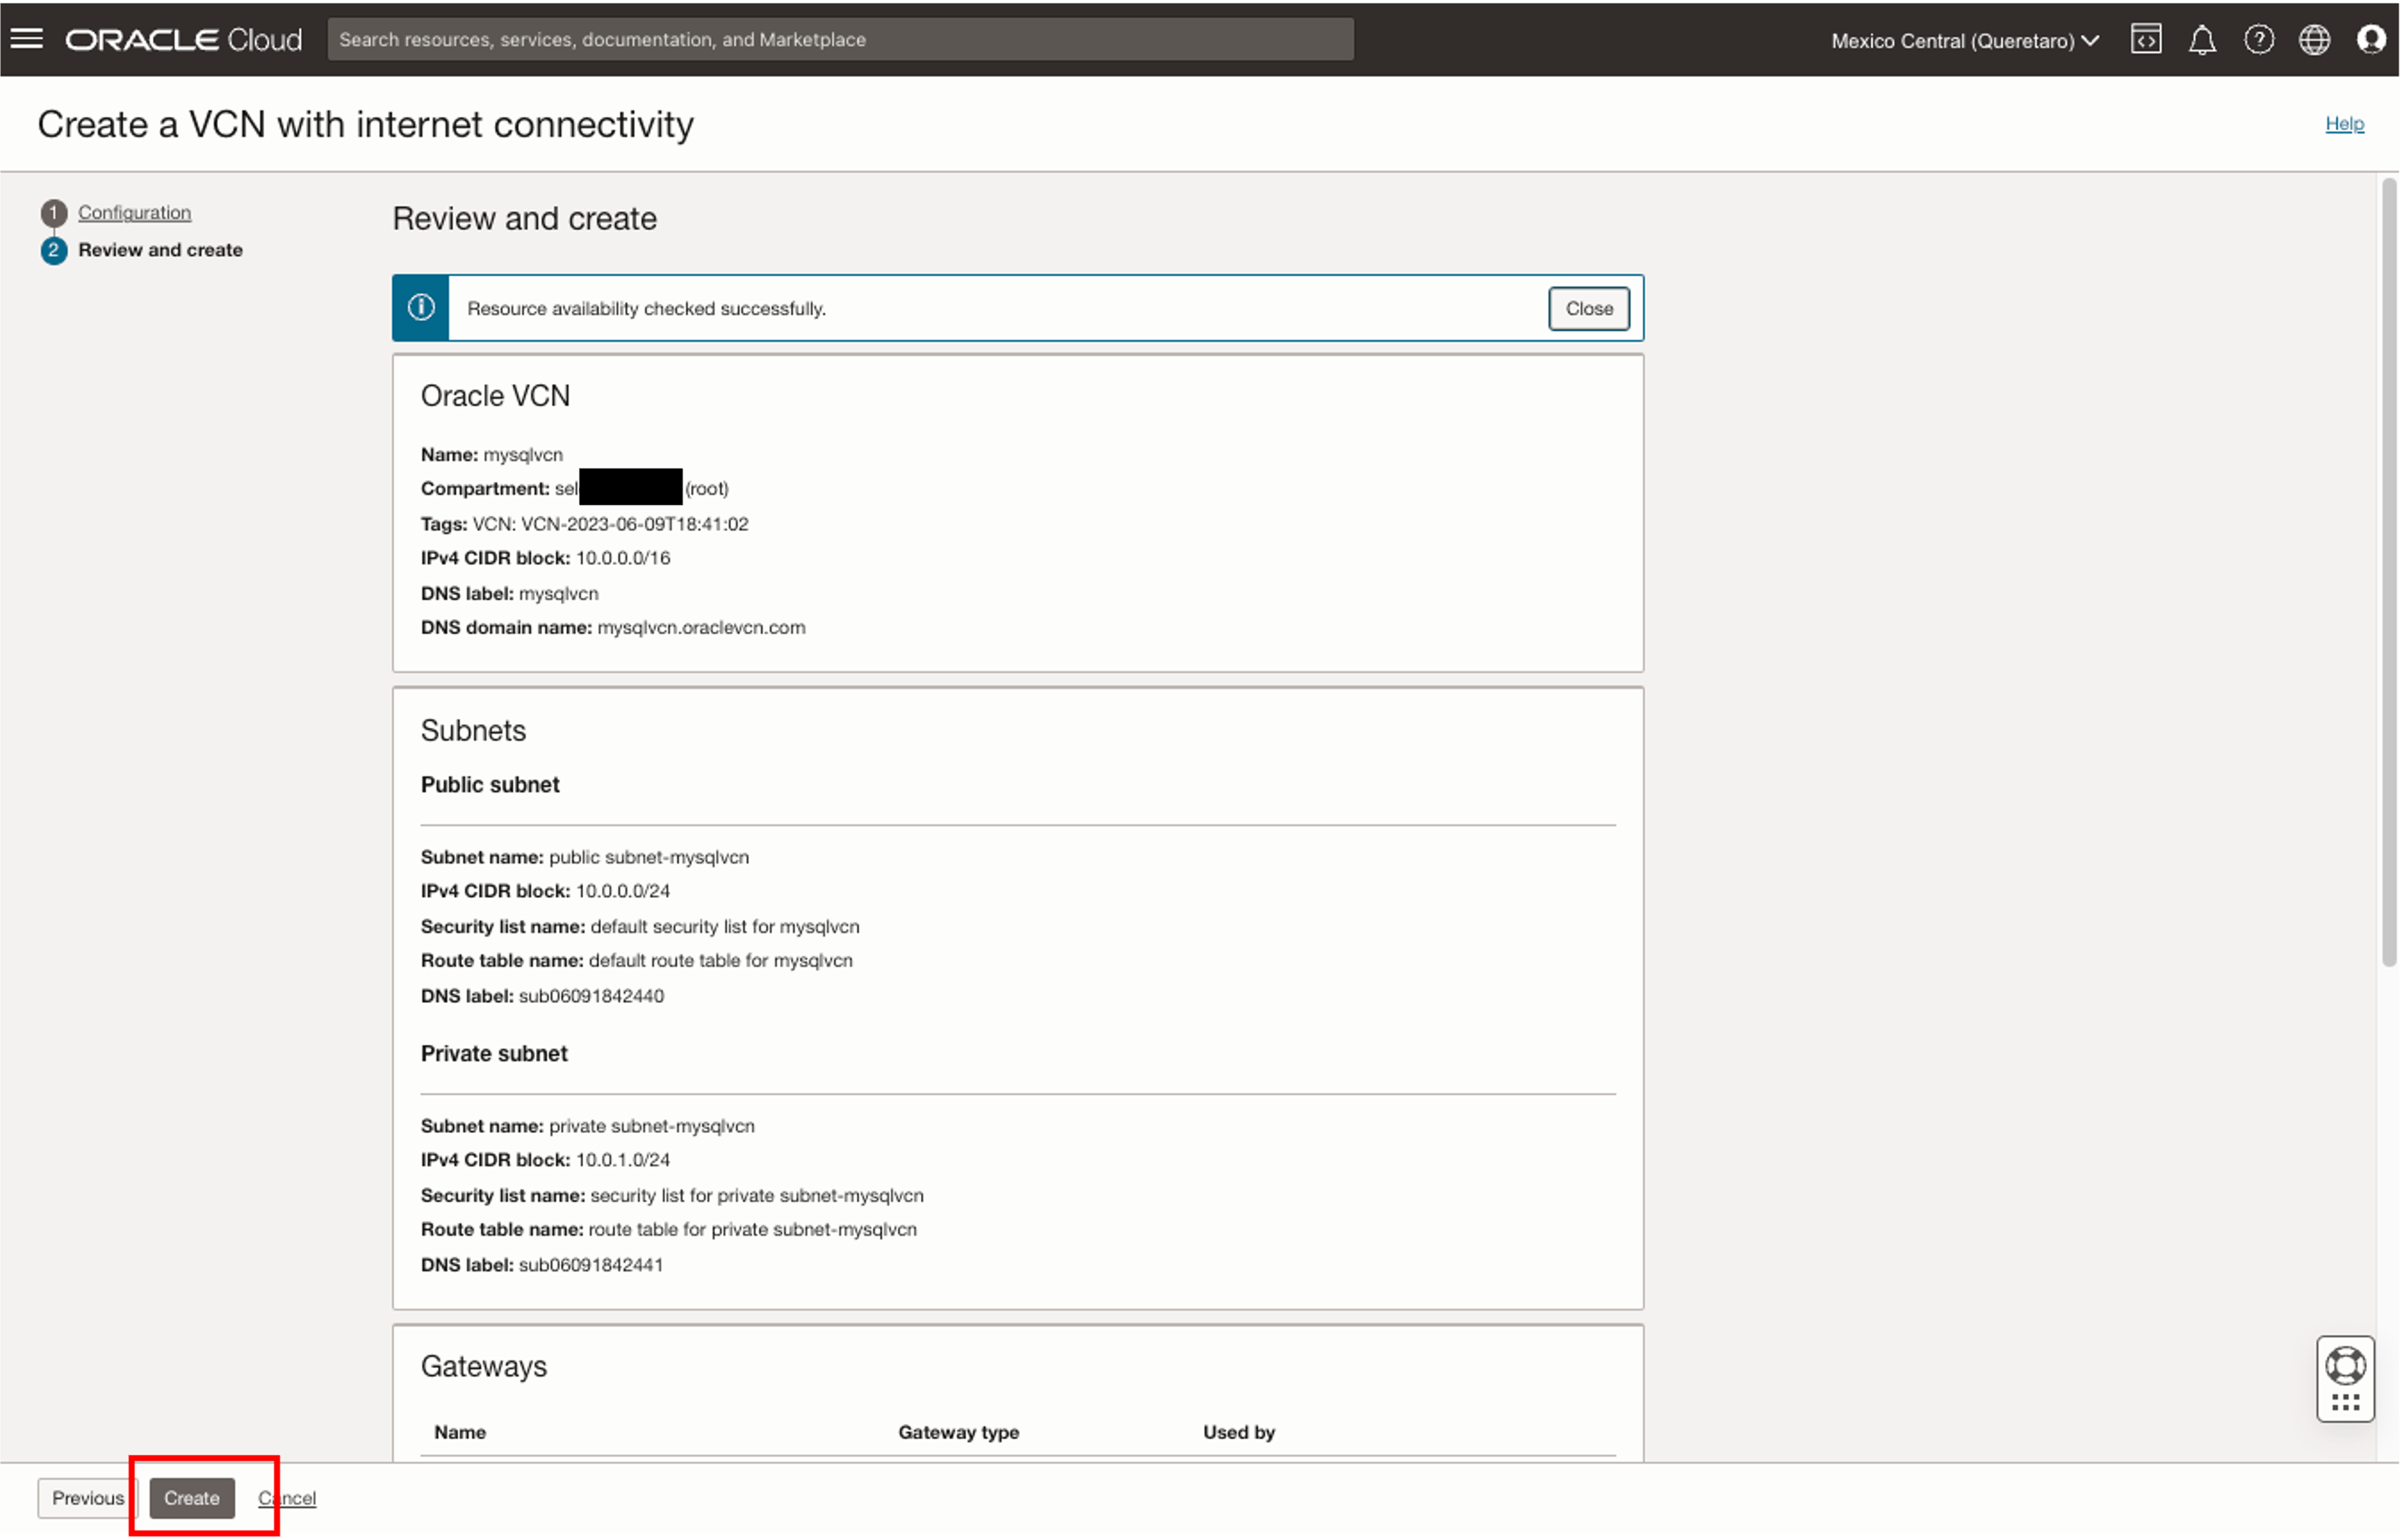 ORACLE Cloud
Search resources, services, documentation, and Marketplace
Mexico Central (Queretaro)
Create a VCN with internet connectivity
Help
1 Configuration
2 Review and create
Review and create
Resource availability checked successfully.
Close
Oracle VCN
Name: mysqlvcn
Compartment: sel (root)
Tags: VCN: VCN-2023-06-09T18:41:02
IPv4 CIDR block: 10.0.0.0/16
DNS label: mysqlvcn
DNS domain name: mysqlvcn.oraclevcn.com
Subnets
Public subnet
Subnet name: public subnet-mysqlvcn
IPv4 CIDR block: 10.0.0.0/24
Security list name: default security list for mysqlvcn
Route table name: default route table for mysqlvcn
DNS label: sub06091842440
Private subnet
Subnet name: private subnet-mysqlvcn
IPv4 CIDR block: 10.0.1.0/24
Security list name: security list for private subnet-mysqlvcn
Route table name: route table for private subnet-mysqlvcn
DNS label: sub06091842441
Gateways
Name Gateway type Used by
Previous Create Cancel